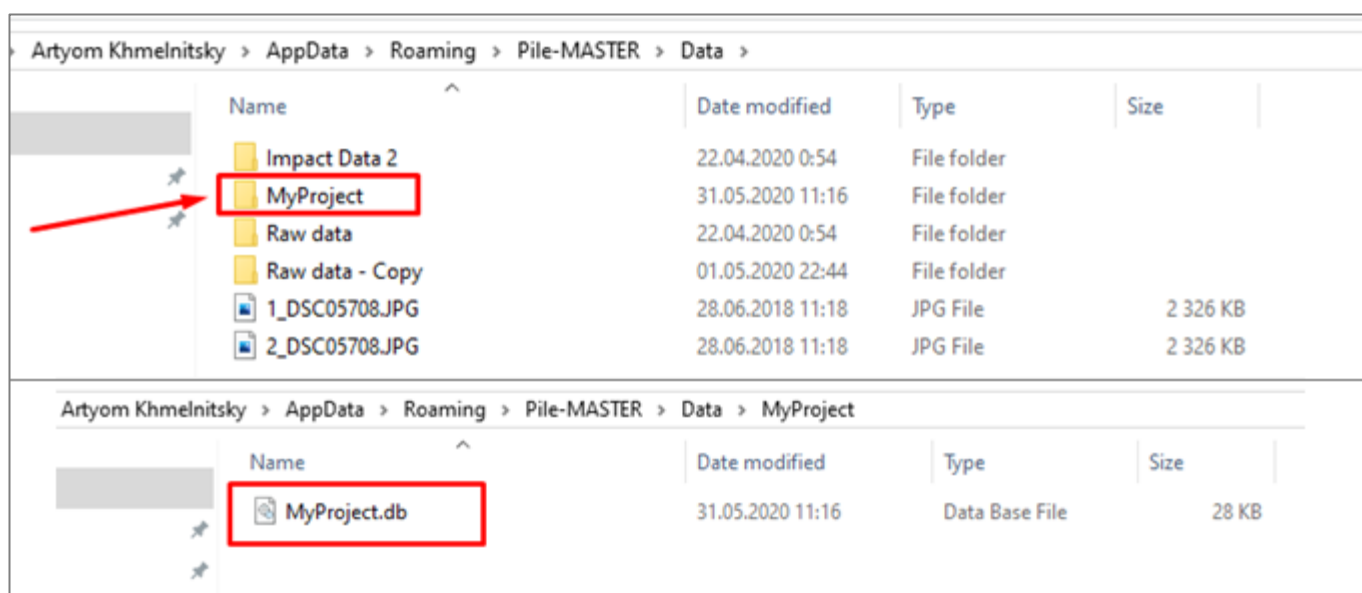 Artyom Khmelnitsky > AppData > Roaming > Pile-MASTER > Data >
Name Date modified Type Size
Impact Data 2 22.04.2020 0:54 File folder
MyProject 31.05.2020 11:16 File folder
Raw data 22.04.2020 0:54 File folder
Raw data - Copy 01.05.2020 22:44 File folder
1_DSC05708.JPG 28.06.2018 11:18 JPG File 2 326 KB
2_DSC05708.JPG 28.06.2018 11:18 JPG File 2 326 KB
Artyom Khmelnitsky > AppData > Roaming > Pile-MASTER > Data > MyProject
Name Date modified Type Size
MyProject.db 31.05.2020 11:16 Data Base File 28 KB